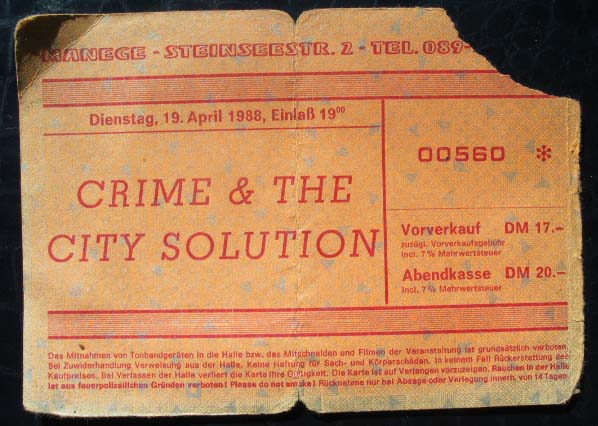 MANEGE - STEINSEESTR. 2 - TEL. 089-
Dienstag, 19. April 1988, Einlaß 19⁰⁰
00560 *
CRIME & THE
CITY SOLUTION
Vorverkauf DM 17.–
zuzügl. Vorverkaufsgebühr
incl. 7% Mehrwertsteuer
Abendkasse DM 20.–
incl. 7% Mehrwertsteuer
Das Mitnehmen von Tonbandgeräten in die Halle bzw. das Mitschneiden und Filmen der Veranstaltung ist grundsätzlich verboten.
Bei Zuwiderhandlung Verweisung aus der Halle. Keine Haftung für Sach- und Körperschäden. In keinem Fall Rückerstattung des
Kaufpreises. Bei Verlassen der Halle verliert die Karte ihre Gültigkeit. Die Karte ist auf Verlangen vorzuzeigen. Rauchen in der Halle
ist aus feuerpolizeilichen Gründen verboten! Please do not smoke! Rücknahme nur bei Absage oder Verlegung innerh. von 14 Tagen